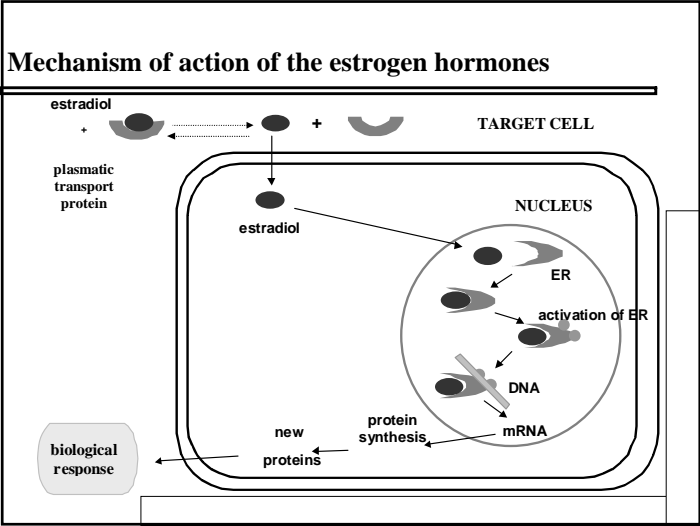 Mechanism of action of the estrogen hormones
estradiol
+
+
TARGET CELL
plasmatic
transport
protein
NUCLEUS
estradiol
ER
activation of ER
DNA
mRNA
protein
synthesis
new
proteins
biological
response